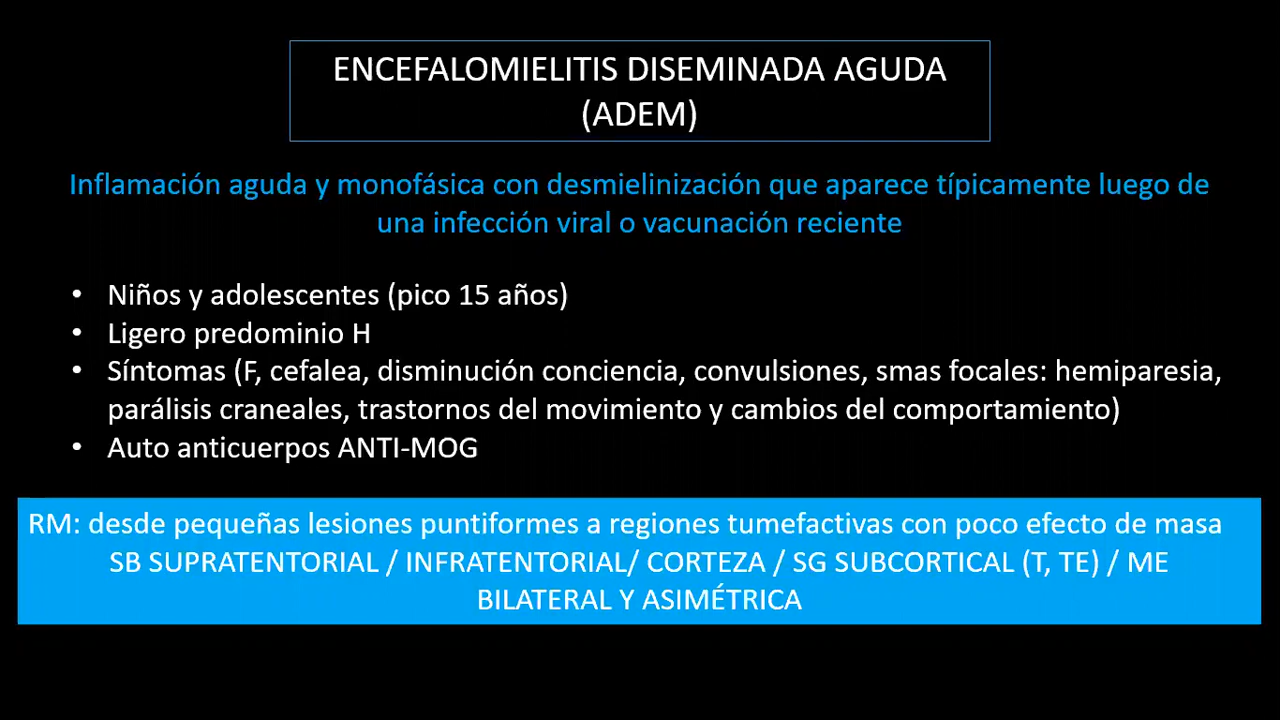 ENCEFALOMIELITIS DISEMINADA AGUDA
(ADEM)
Inflamación aguda y monofásica con desmielinización que aparece típicamente luego de
una infección viral o vacunación reciente
• Niños y adolescentes (pico 15 años)
• Ligero predominio H
• Síntomas (F, cefalea, disminución conciencia, convulsiones, smas focales: hemiparesia,
parálisis craneales, trastornos del movimiento y cambios del comportamiento)
• Auto anticuerpos ANTI-MOG
RM: desde pequeñas lesiones puntiformes a regiones tumefactivas con poco efecto de masa
SB SUPRATENTORIAL / INFRATENTORIAL/ CORTEZA / SG SUBCORTICAL (T, TE) / ME
BILATERAL Y ASIMÉTRICA